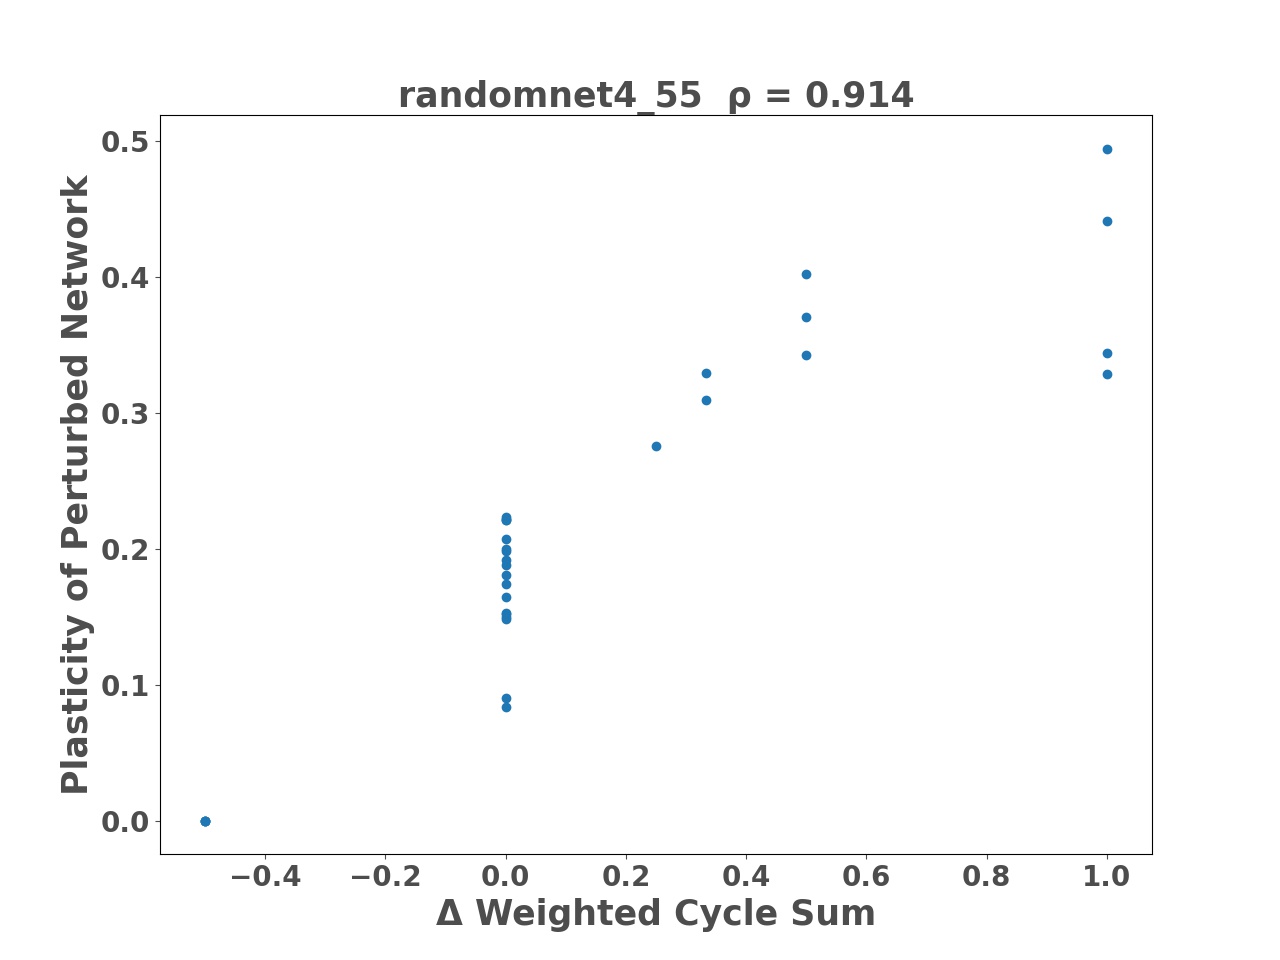 randomnet4_55  ρ = 0.914
Plasticity of Perturbed Network
0.5
0.4
0.3
0.2
0.1
0.0
−0.4 −0.2 0.0 0.2 0.4 0.6 0.8 1.0
Δ Weighted Cycle Sum